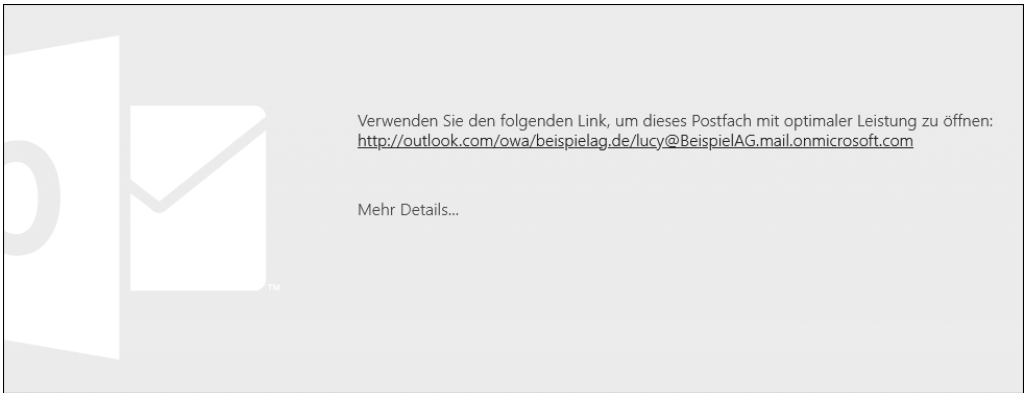 Verwenden Sie den folgenden Link, um dieses Postfach mit optimaler Leistung zu öffnen:
http://outlook.com/owa/beispielag.de/lucy@BeispielAG.mail.onmicrosoft.com
Mehr Details...
TM